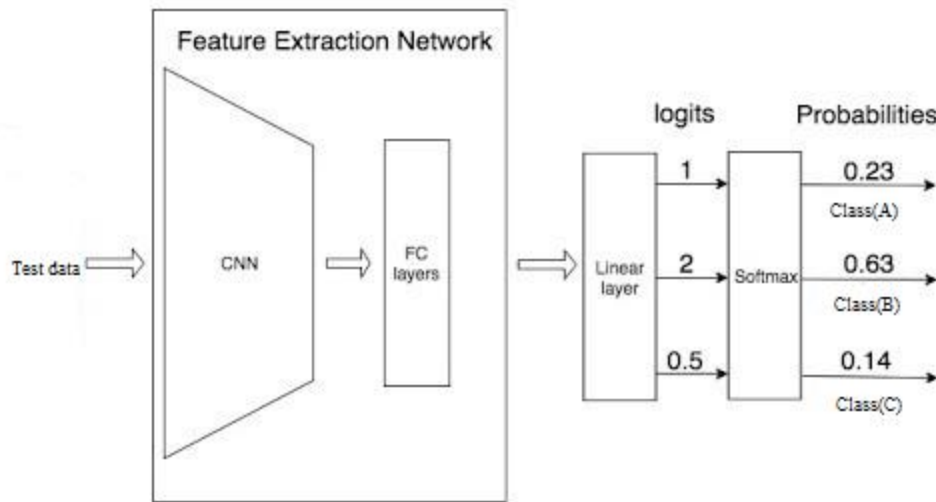 Feature Extraction Network
logits
Probabilities
Test data
CNN
FC
layers
Linear
layer
1
2
0.5
Softmax
0.23
Class(A)
0.63
Class(B)
0.14
Class(C)